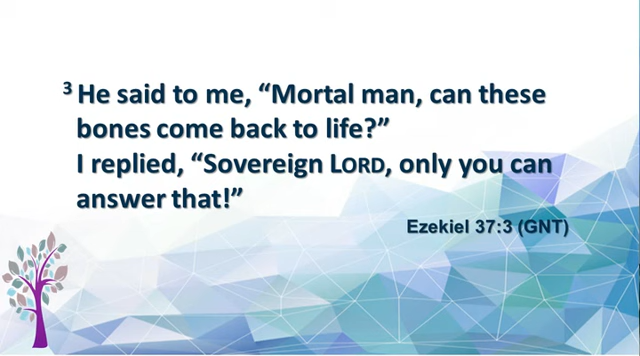 3 He said to me, “Mortal man, can these
bones come back to life?”
I replied, “Sovereign LORD, only you can
answer that!”
Ezekiel 37:3 (GNT)